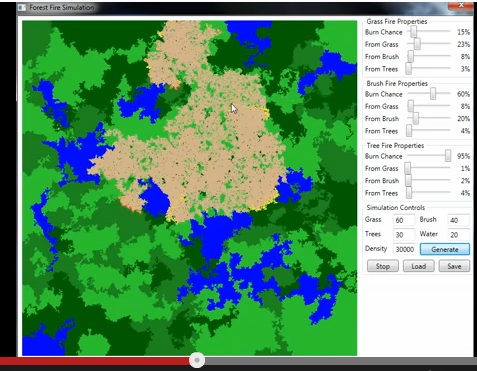 Forest Fire Simulation
Grass Fire Properties
Burn Chance 15%
From Grass 23%
From Brush 8%
From Trees 3%
Brush Fire Properties
Burn Chance 60%
From Grass 8%
From Brush 20%
From Trees 4%
Tree Fire Properties
Burn Chance 95%
From Grass 1%
From Brush 2%
From Trees 4%
Simulation Controls
Grass 60 Brush 40
Trees 30 Water 20
Density 30000 Generate
Stop Load Save